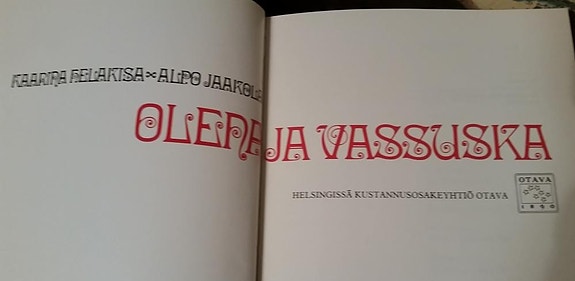 KAARINA HELAKISA × ALPO JAAKOLA
OLENA JA VASSUSKA
HELSINGISSÄ KUSTANNUSOSAKEYHTIÖ OTAVA
OTAVA
1890